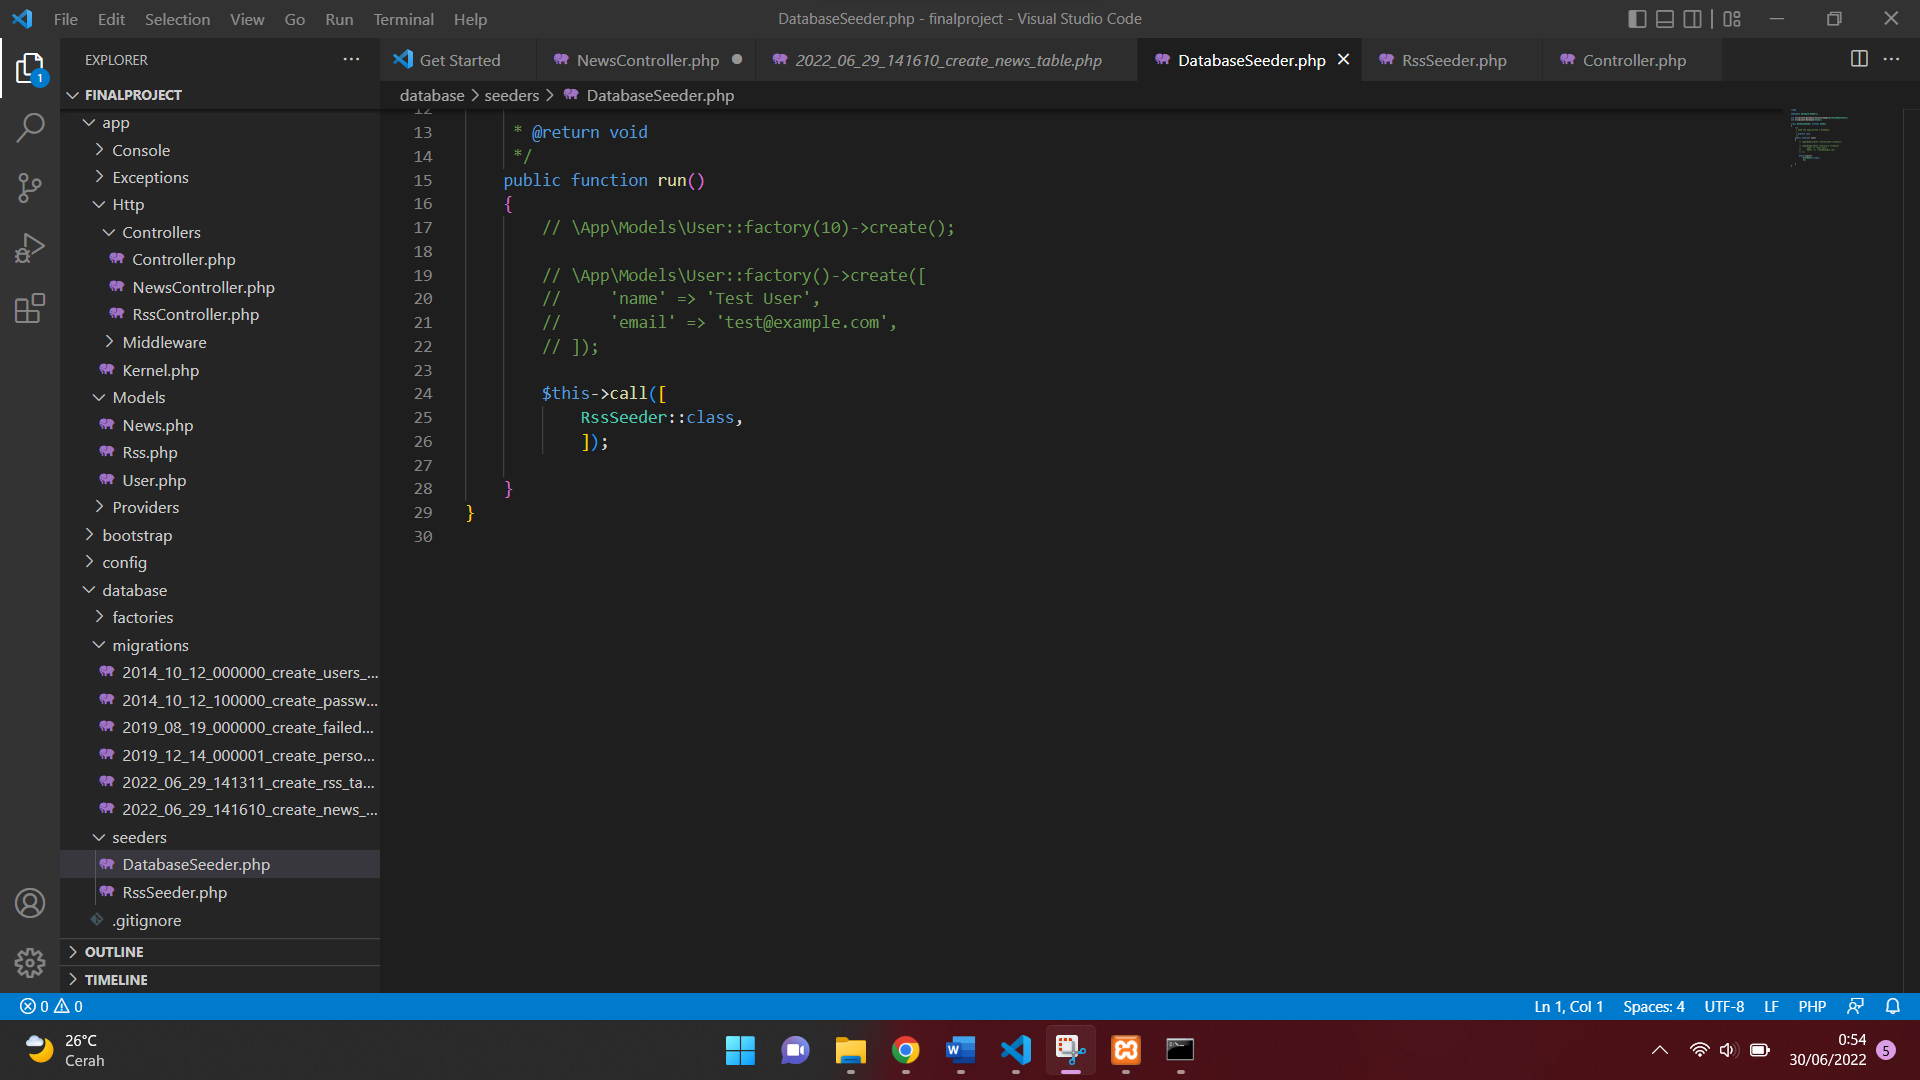 File Edit Selection View Go Run Terminal Help
DatabaseSeeder.php - finalproject - Visual Studio Code
EXPLORER
Get Started
NewsController.php
2022_06_29_141610_create_news_table.php
DatabaseSeeder.php
RssSeeder.php
Controller.php
FINALPROJECT
database > seeders > DatabaseSeeder.php
app
Console
Exceptions
Http
Controllers
Controller.php
NewsController.php
RssController.php
Middleware
Kernel.php
Models
News.php
Rss.php
User.php
Providers
bootstrap
config
database
factories
migrations
2014_10_12_000000_create_users_...
2014_10_12_100000_create_passw...
2019_08_19_000000_create_failed...
2019_12_14_000001_create_perso...
2022_06_29_141311_create_rss_ta...
2022_06_29_141610_create_news_...
seeders
DatabaseSeeder.php
RssSeeder.php
.gitignore
OUTLINE
TIMELINE
1
12
13 * @return void
14 */
15 public function run()
16 {
17 // \App\Models\User::factory(10)->create();
18
19 // \App\Models\User::factory()->create([
20 // 'name' => 'Test User',
21 // 'email' => 'test@example.com',
22 // ]);
23
24 $this->call([
25 RssSeeder::class,
26 ]);
27
28 }
29 }
30
0 0
Ln 1, Col 1 Spaces: 4 UTF-8 LF PHP
26°C
Cerah
0:54
30/06/2022
5